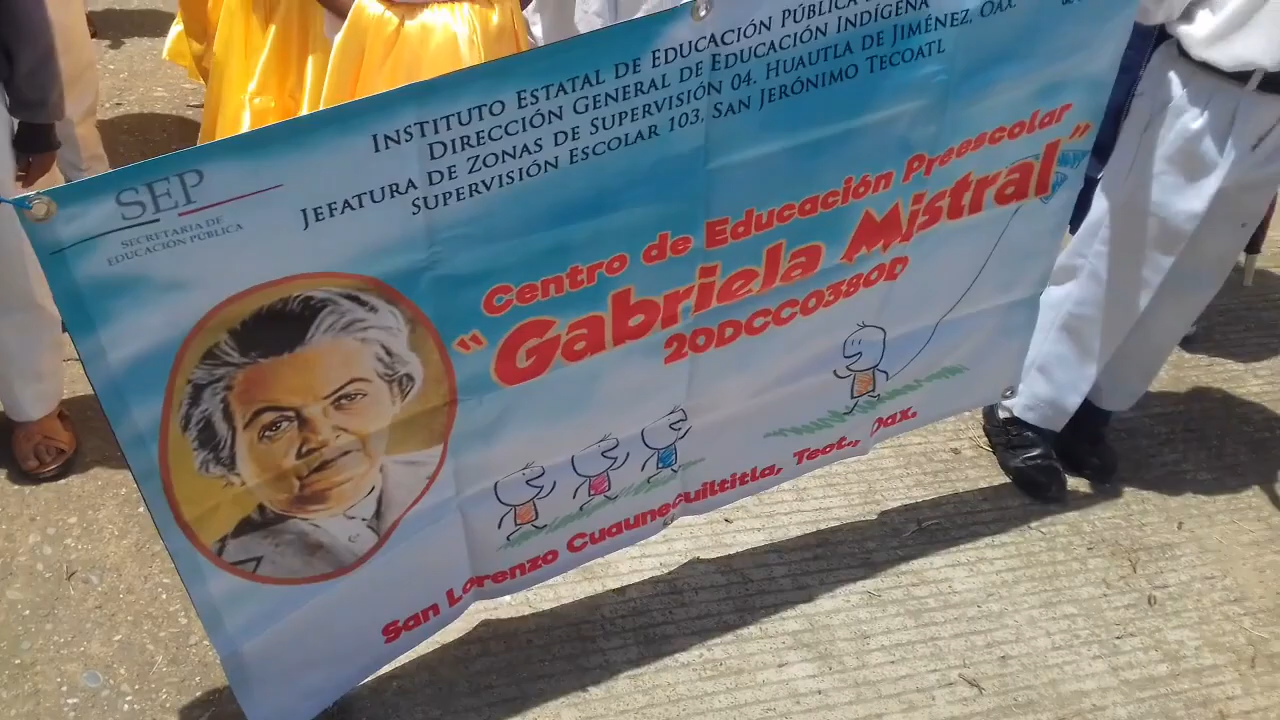 INSTITUTO ESTATAL DE EDUCACIÓN PÚBLICA
DIRECCIÓN GENERAL DE EDUCACIÓN INDÍGENA
JEFATURA DE ZONAS DE SUPERVISIÓN 04. HUAUTLA DE JIMÉNEZ, OAX.
SUPERVISIÓN ESCOLAR 103, SAN JERÓNIMO TECOATL
SEP
SECRETARIA DE
EDUCACIÓN PÚBLICA
Centro de Educación Preescolar
"Gabriela Mistral"
20DCC0380D
San Lorenzo Cuaunecuiltitla, Teot., Oax.